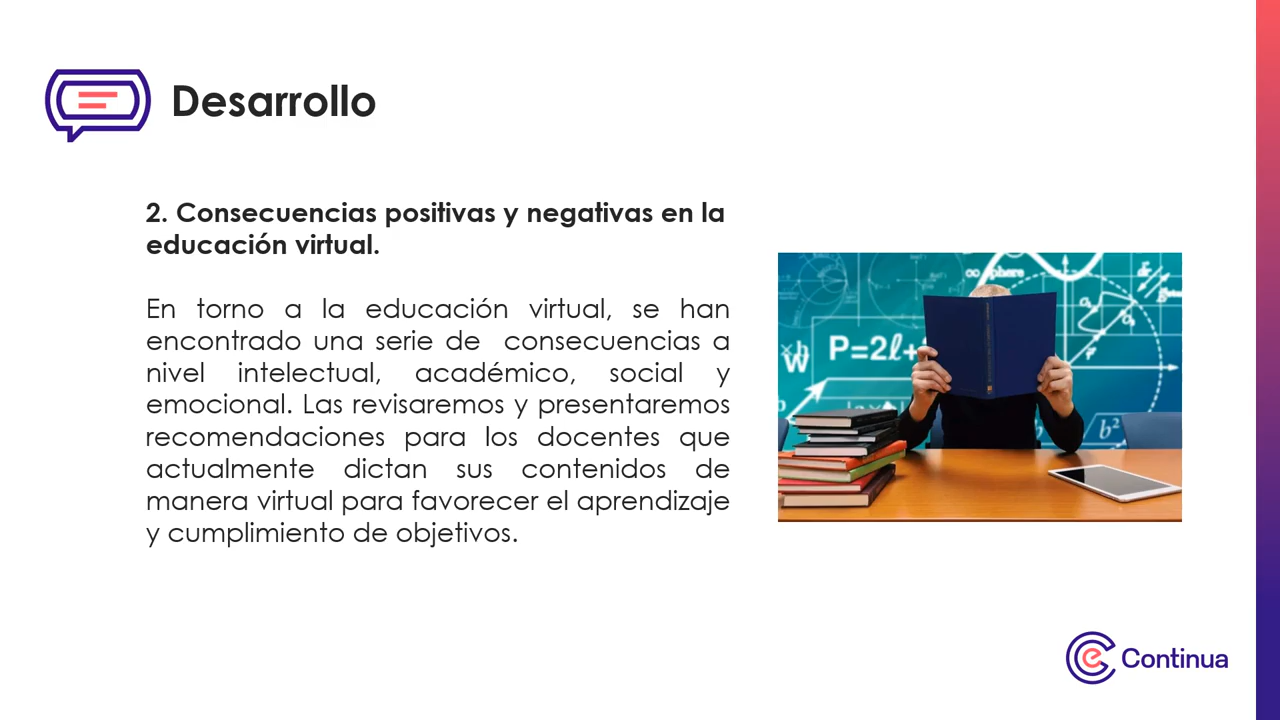 Desarrollo
2. Consecuencias positivas y negativas en la
educación virtual.
En torno a la educación virtual, se han
encontrado una serie de  consecuencias a
nivel intelectual, académico, social y
emocional. Las revisaremos y presentaremos
recomendaciones para los docentes que
actualmente dictan sus contenidos de
manera virtual para favorecer el aprendizaje
y cumplimiento de objetivos.
∞
W
P=2ℓ+
b²
Continua